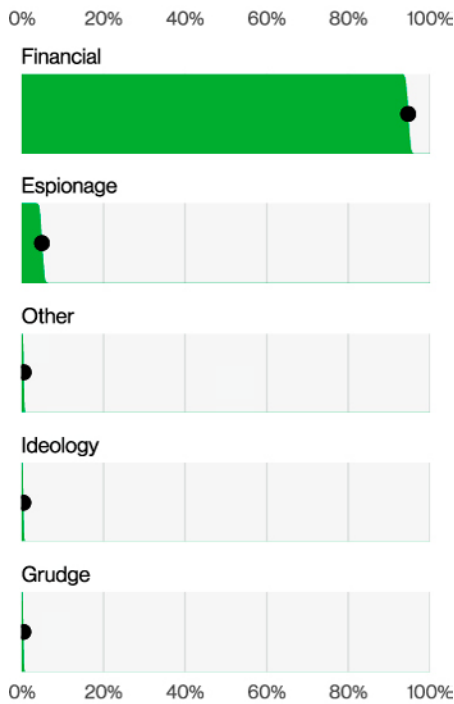 0% 20% 40% 60% 80% 100%
Financial
Espionage
Other
Ideology
Grudge
0% 20% 40% 60% 80% 100%